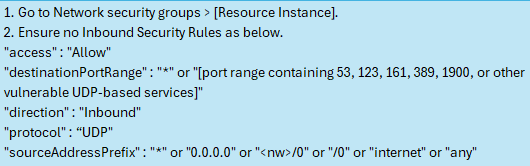 1. Go to Network security groups > [Resource Instance].
2. Ensure no Inbound Security Rules as below.
"access" : "Allow"
"destinationPortRange" : "*" or "[port range containing 53, 123, 161, 389, 1900, or other
vulnerable UDP-based services]"
"direction" : "Inbound"
"protocol" : “UDP"
"sourceAddressPrefix" : "*" or "0.0.0.0" or "<nw>/0" or "/0" or "internet" or "any"